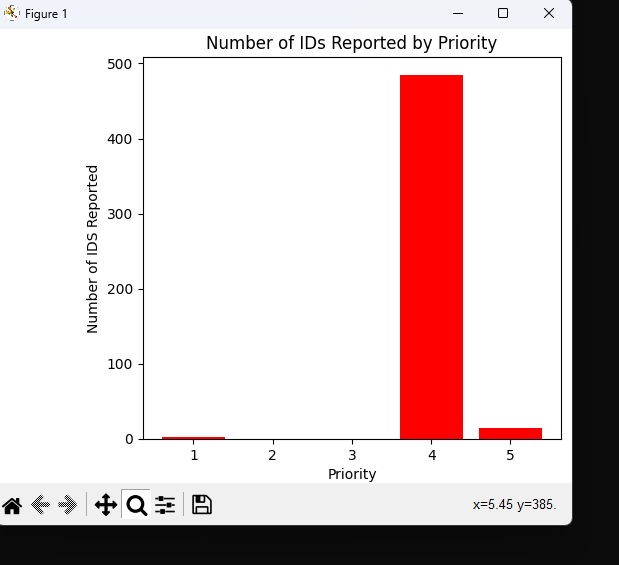 Figure 1
Number of IDs Reported by Priority
500
400
300
200
100
0
Number of IDS Reported
1 2 3 4 5
Priority
x=5.45 y=385.